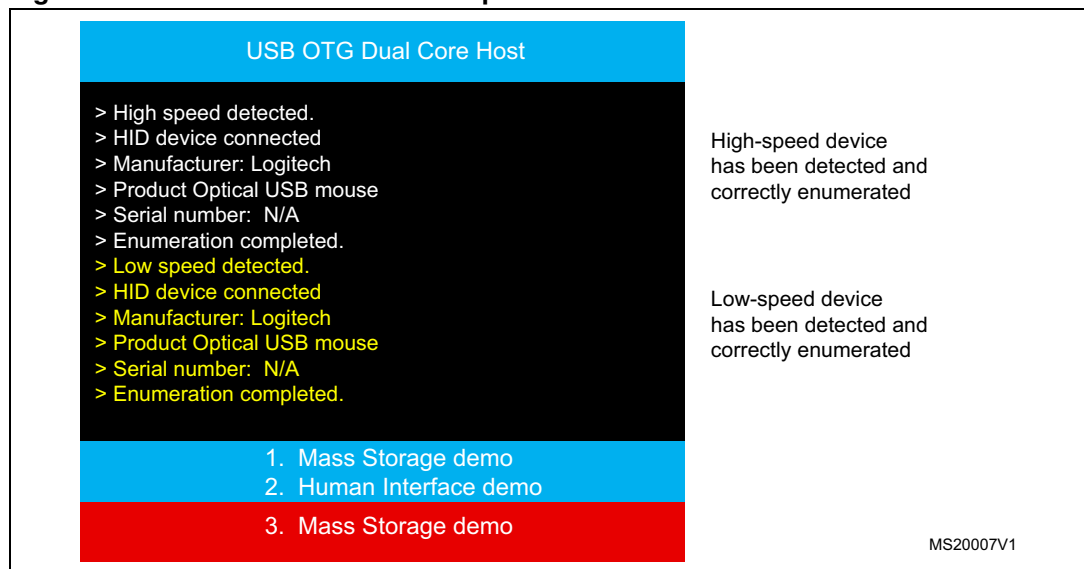 USB OTG Dual Core Host
> High speed detected.
> HID device connected
> Manufacturer: Logitech
> Product Optical USB mouse
> Serial number: N/A
> Enumeration completed.
> Low speed detected.
> HID device connected
> Manufacturer: Logitech
> Product Optical USB mouse
> Serial number: N/A
> Enumeration completed.
High-speed device
has been detected and
correctly enumerated
Low-speed device
has been detected and
correctly enumerated
1. Mass Storage demo
2. Human Interface demo
3. Mass Storage demo
MS20007V1